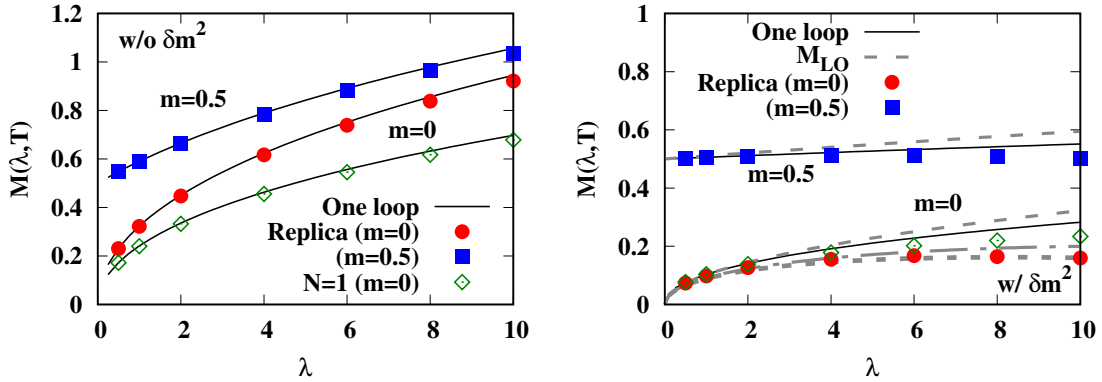 w/o δm²
m=0.5
m=0
One loop
Replica (m=0)
(m=0.5)
N=1 (m=0)
M(λ,T)
0
0.2
0.4
0.6
0.8
1
1.2
0 2 4 6 8 10
λ
One loop
M_LO
Replica (m=0)
(m=0.5)
m=0.5
m=0
w/ δm²
M(λ,T)
0
0.2
0.4
0.6
0.8
1
0 2 4 6 8 10
λ